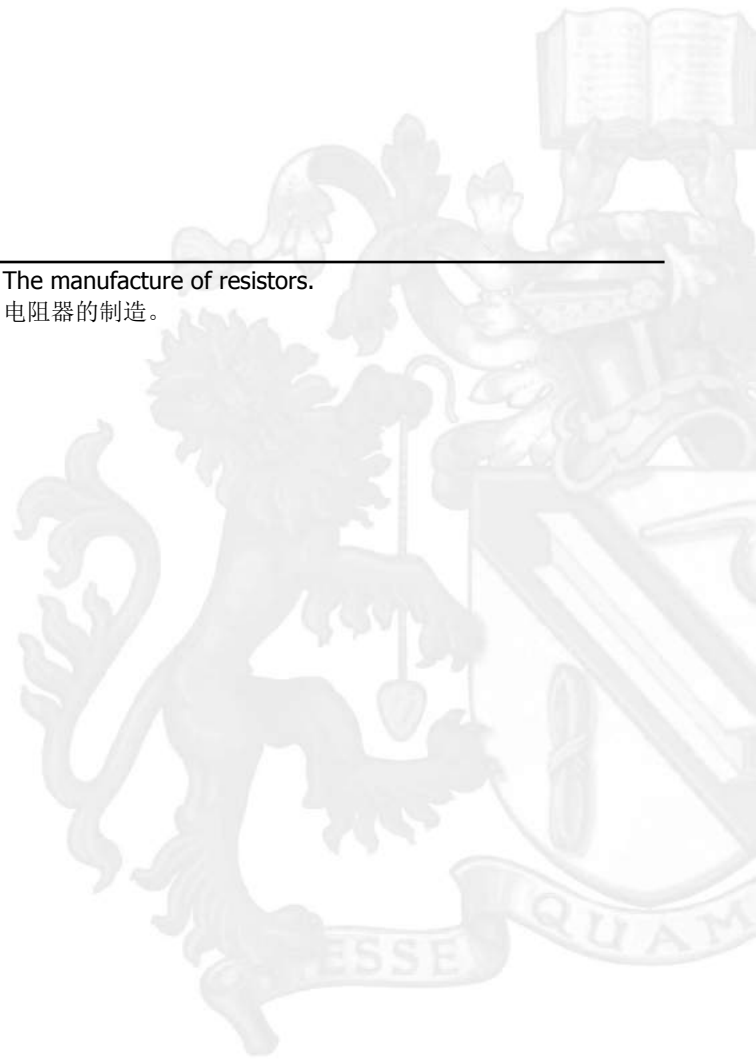 The manufacture of resistors.
电阻器的制造。
ESSE
QUAM